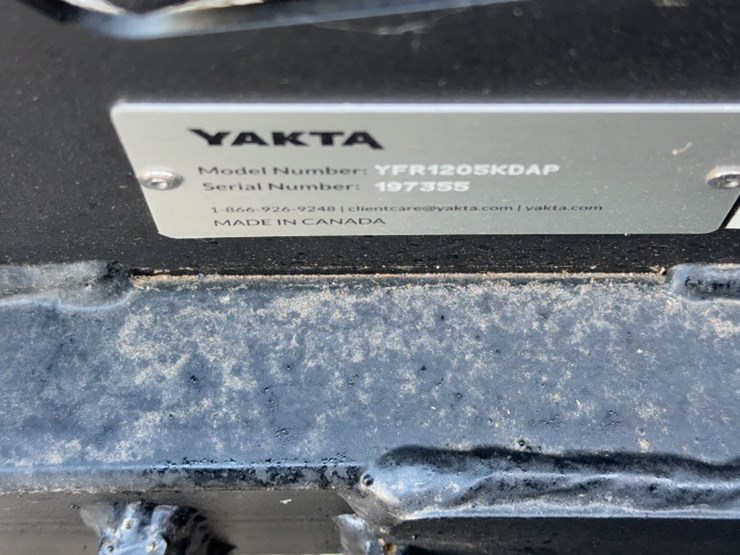 YAKTA
Model Number: YFR1205KDAP
Serial Number: 197355
1-866-926-9248 | clientcare@yakta.com | yakta.com
MADE IN CANADA